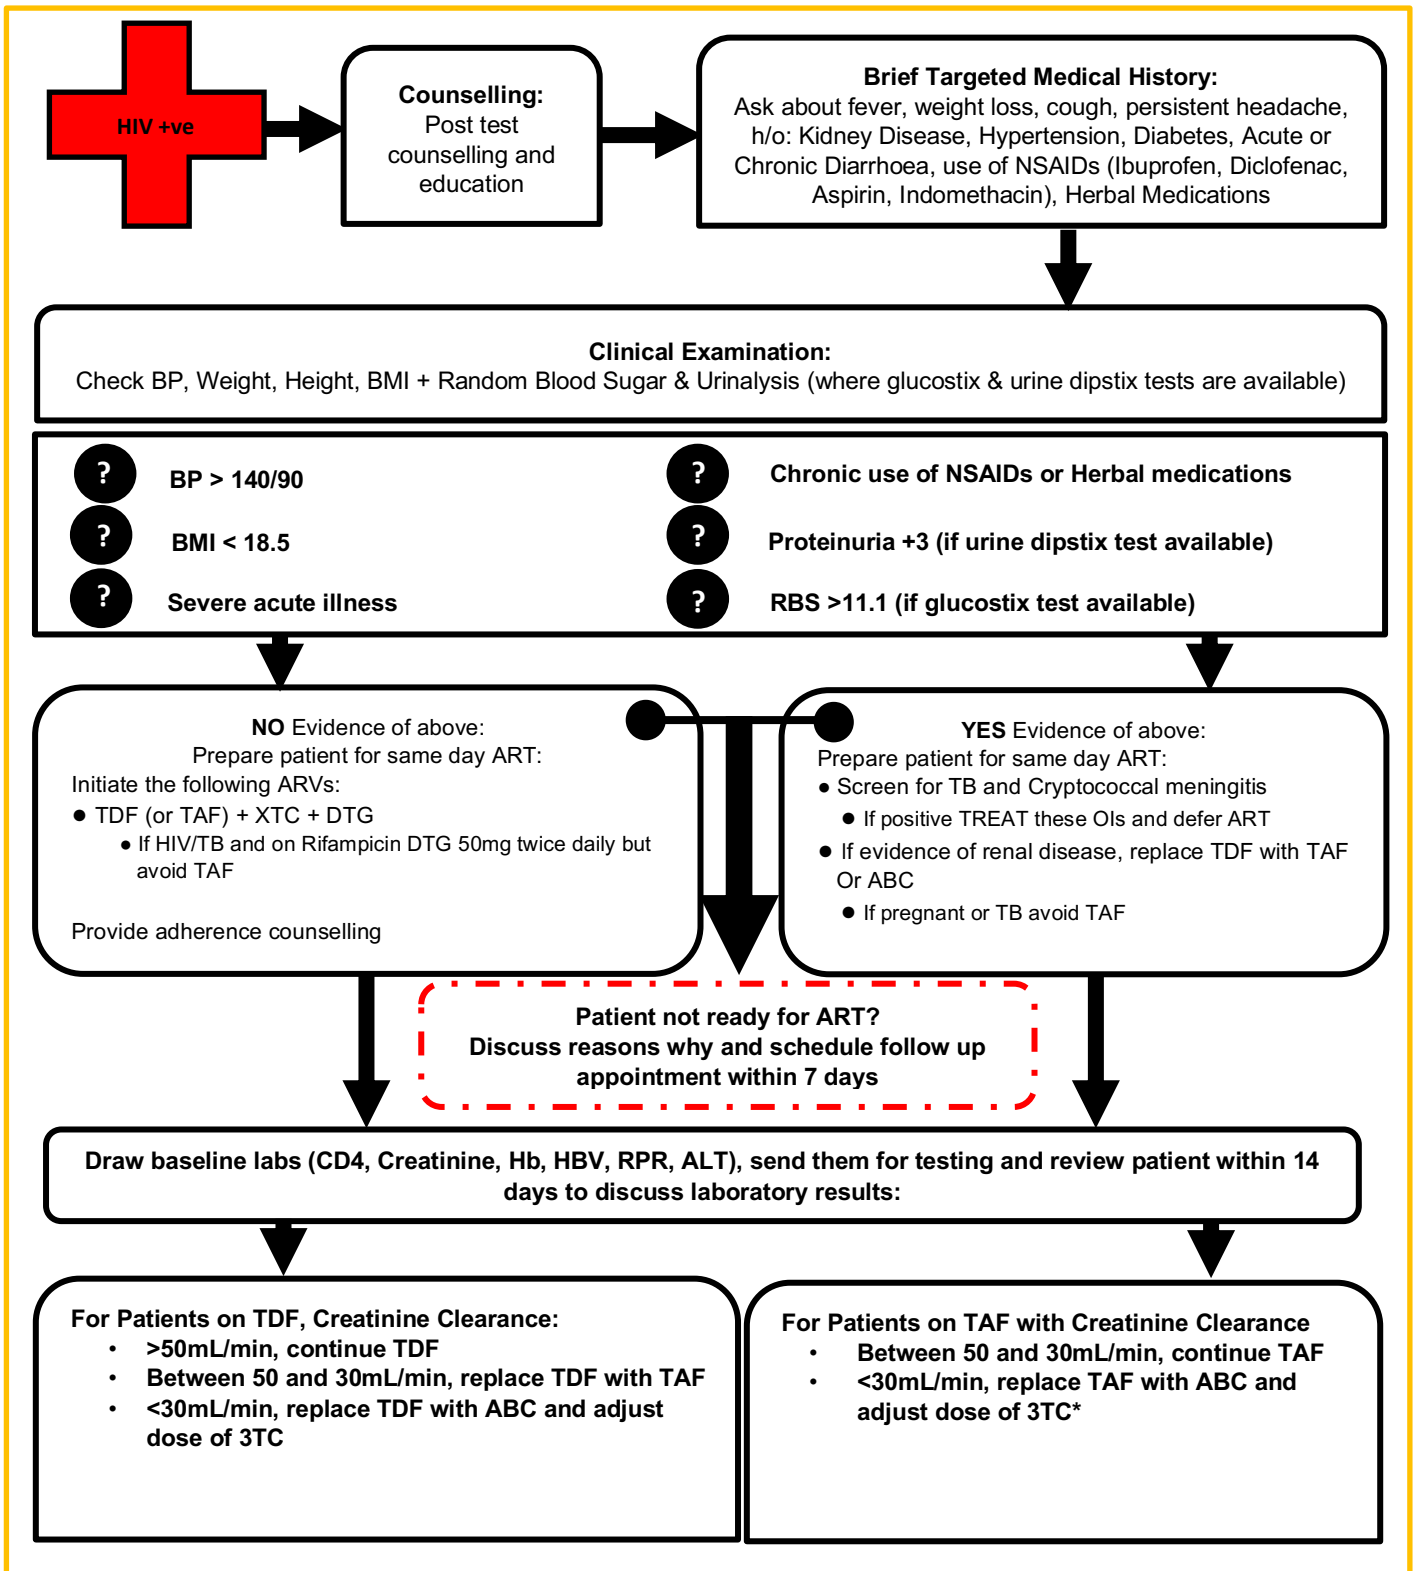 HIV +ve
Counselling:
Post test
counselling and
education
Brief Targeted Medical History:
Ask about fever, weight loss, cough, persistent headache,
h/o: Kidney Disease, Hypertension, Diabetes, Acute or
Chronic Diarrhoea, use of NSAIDs (Ibuprofen, Diclofenac,
Aspirin, Indomethacin), Herbal Medications
Clinical Examination:
Check BP, Weight, Height, BMI + Random Blood Sugar & Urinalysis (where glucostix & urine dipstix tests are available)
? BP > 140/90
? BMI < 18.5
? Severe acute illness
? Chronic use of NSAIDs or Herbal medications
? Proteinuria +3 (if urine dipstix test available)
? RBS >11.1 (if glucostix test available)
NO Evidence of above:
Prepare patient for same day ART:
Initiate the following ARVs:
● TDF (or TAF) + XTC + DTG
● If HIV/TB and on Rifampicin DTG 50mg twice daily but
avoid TAF
Provide adherence counselling
YES Evidence of above:
Prepare patient for same day ART:
● Screen for TB and Cryptococcal meningitis
● If positive TREAT these OIs and defer ART
● If evidence of renal disease, replace TDF with TAF
Or ABC
● If pregnant or TB avoid TAF
Patient not ready for ART?
Discuss reasons why and schedule follow up
appointment within 7 days
Draw baseline labs (CD4, Creatinine, Hb, HBV, RPR, ALT), send them for testing and review patient within 14
days to discuss laboratory results:
For Patients on TDF, Creatinine Clearance:
• >50mL/min, continue TDF
• Between 50 and 30mL/min, replace TDF with TAF
• <30mL/min, replace TDF with ABC and adjust
dose of 3TC
For Patients on TAF with Creatinine Clearance
• Between 50 and 30mL/min, continue TAF
• <30mL/min, replace TAF with ABC and
adjust dose of 3TC*